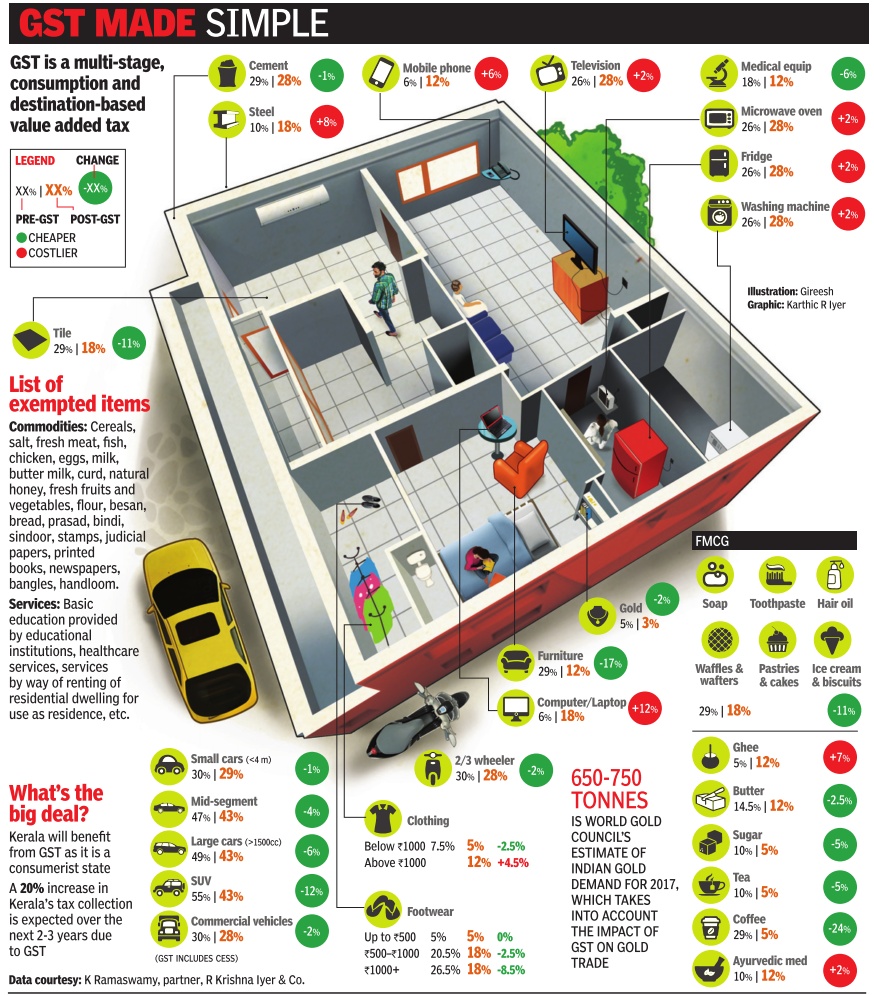 GST MADE SIMPLE
GST is a multi-stage,
consumption and
destination-based
value added tax
LEGEND
CHANGE
XX% | XX%
-XX%
PRE-GST
POST-GST
CHEAPER
COSTLIER
Cement
29% | 28%
-1%
Steel
10% | 18%
+8%
Mobile phone
6% | 12%
+6%
Television
26% | 28%
+2%
Medical equip
18% | 12%
-6%
Microwave oven
26% | 28%
+2%
Fridge
26% | 28%
+2%
Washing machine
26% | 28%
+2%
Illustration: Gireesh
Graphic: Karthic R Iyer
Tile
29% | 18%
-11%
List of
exempted items
Commodities: Cereals,
salt, fresh meat, fish,
chicken, eggs, milk,
butter milk, curd, natural
honey, fresh fruits and
vegetables, flour, besan,
bread, prasad, bindi,
sindoor, stamps, judicial
papers, printed
books, newspapers,
bangles, handloom.
Services: Basic
education provided
by educational
institutions, healthcare
services, services
by way of renting of
residential dwelling for
use as residence, etc.
What's the
big deal?
Kerala will benefit
from GST as it is a
consumerist state
A 20% increase in
Kerala's tax collection
is expected over the
next 2-3 years due
to GST
Small cars (<4 m)
30% | 29%
-1%
Mid-segment
47% | 43%
-4%
Large cars (>1500cc)
49% | 43%
-6%
SUV
55% | 43%
-12%
Commercial vehicles
30% | 28%
-2%
(GST INCLUDES CESS)
Gold
5% | 3%
-2%
Furniture
29% | 12%
-17%
Computer/Laptop
6% | 18%
+12%
2/3 wheeler
30% | 28%
-2%
Clothing
Below ₹1000 7.5% 5% -2.5%
Above ₹1000 12% +4.5%
Footwear
Up to ₹500 5% 5% 0%
₹500–₹1000 20.5% 18% -2.5%
₹1000+ 26.5% 18% -8.5%
650-750
TONNES
IS WORLD GOLD
COUNCIL'S
ESTIMATE OF
INDIAN GOLD
DEMAND FOR 2017,
WHICH TAKES
INTO ACCOUNT
THE IMPACT OF
GST ON GOLD
TRADE
FMCG
Soap
Toothpaste
Hair oil
Waffles &
wafters
Pastries
& cakes
Ice cream
& biscuits
29% | 18%
-11%
Ghee
5% | 12%
+7%
Butter
14.5% | 12%
-2.5%
Sugar
10% | 5%
-5%
Tea
10% | 5%
-5%
Coffee
29% | 5%
-24%
Ayurvedic med
10% | 12%
+2%
Data courtesy: K Ramaswamy, partner, R Krishna Iyer & Co.